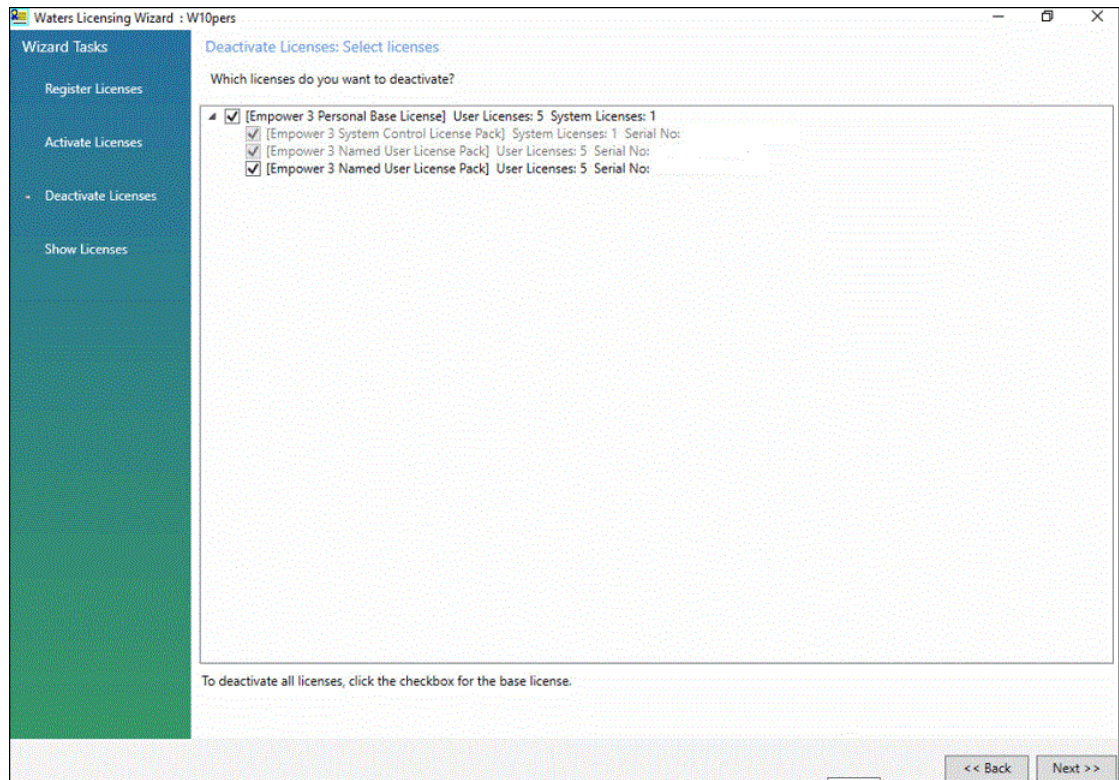 Waters Licensing Wizard : W10pers
Wizard Tasks
Register Licenses
Activate Licenses
- Deactivate Licenses
Show Licenses
Deactivate Licenses: Select licenses
Which licenses do you want to deactivate?
[Empower 3 Personal Base License] User Licenses: 5 System Licenses: 1
[Empower 3 System Control License Pack] System Licenses: 1 Serial No:
[Empower 3 Named User License Pack] User Licenses: 5 Serial No:
[Empower 3 Named User License Pack] User Licenses: 5 Serial No:
To deactivate all licenses, click the checkbox for the base license.
<< Back
Next >>